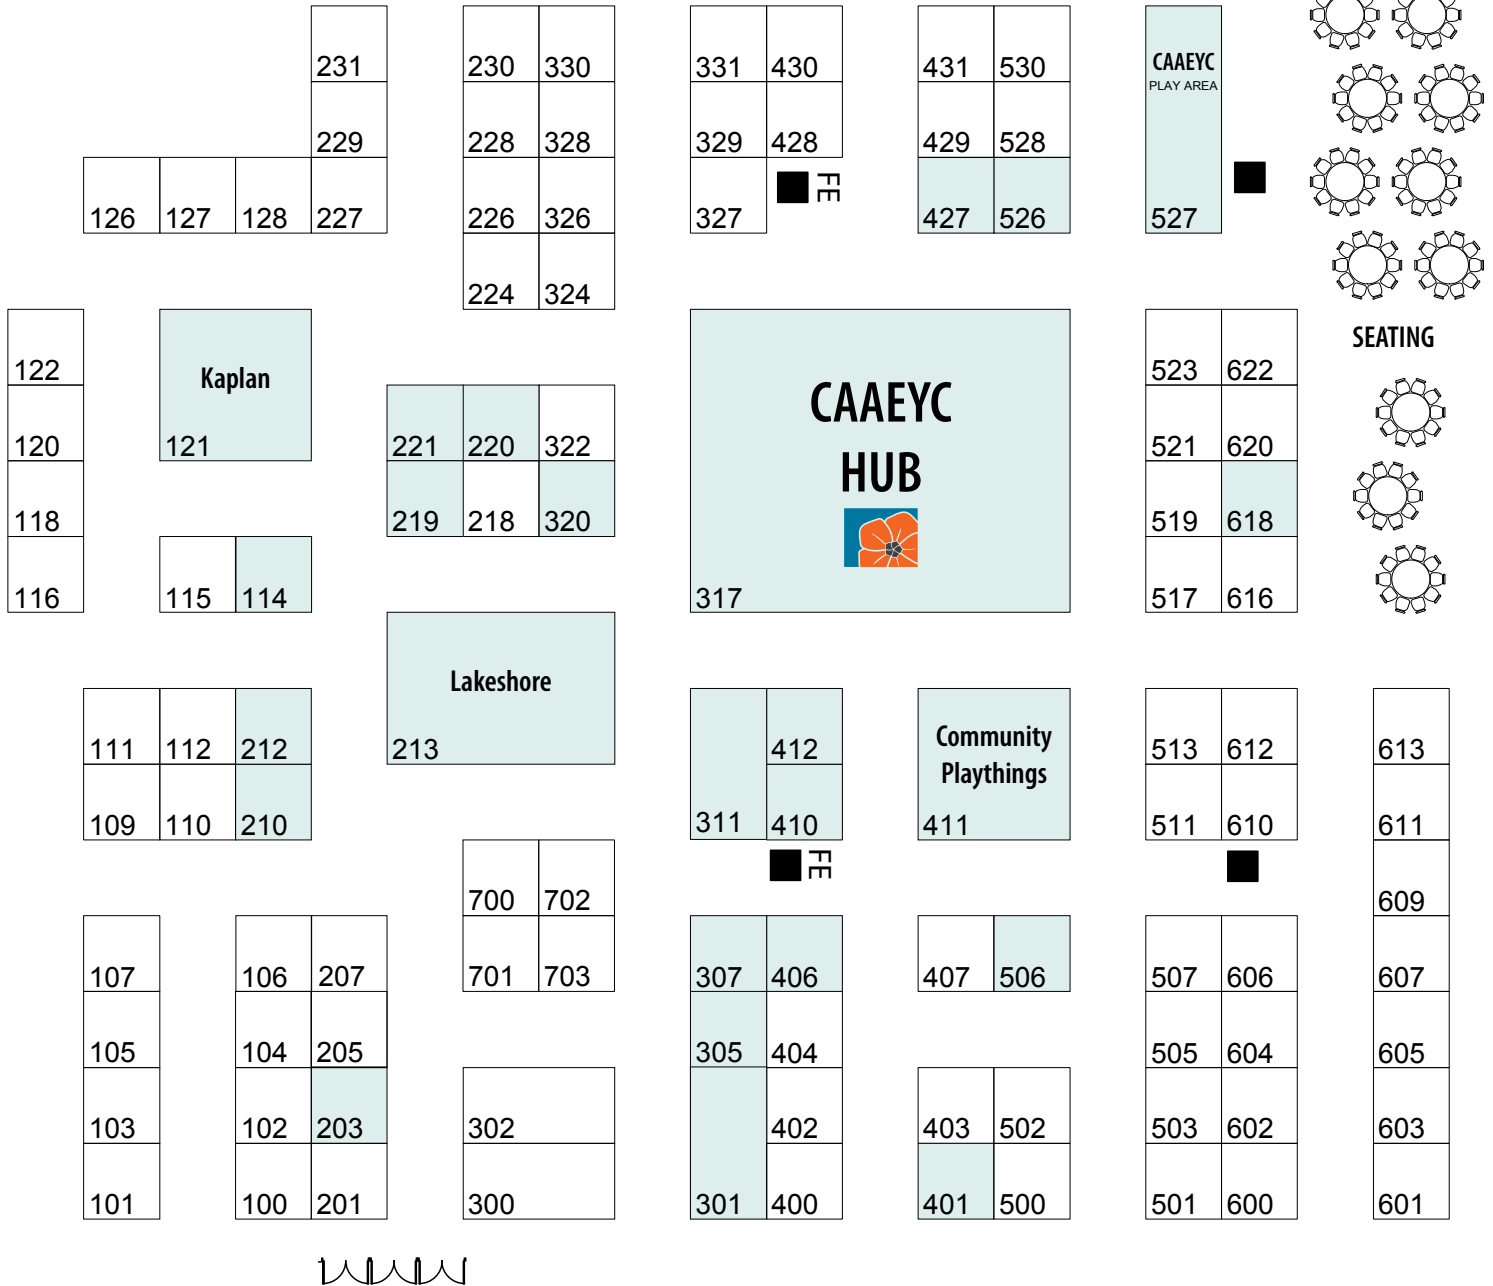 231 230 330 331 430 431 530 CAAEYC
PLAY AREA
229 228 328 329 428 429 528
126 127 128 227 226 326 327 FE 427 526 527
224 324
SEATING
122 Kaplan CAAEYC 523 622
120 121 221 220 322 HUB 521 620
118 219 218 320 519 618
116 115 114 317 517 616
Lakeshore
111 112 212 213 412 Community 513 612 613
Playthings
109 110 210 311 410 411 511 610 611
FE
700 702 609
107 106 207 701 703 307 406 407 506 507 606 607
105 104 205 305 404 505 604 605
103 102 203 302 402 403 502 503 602 603
101 100 201 300 301 400 401 500 501 600 601